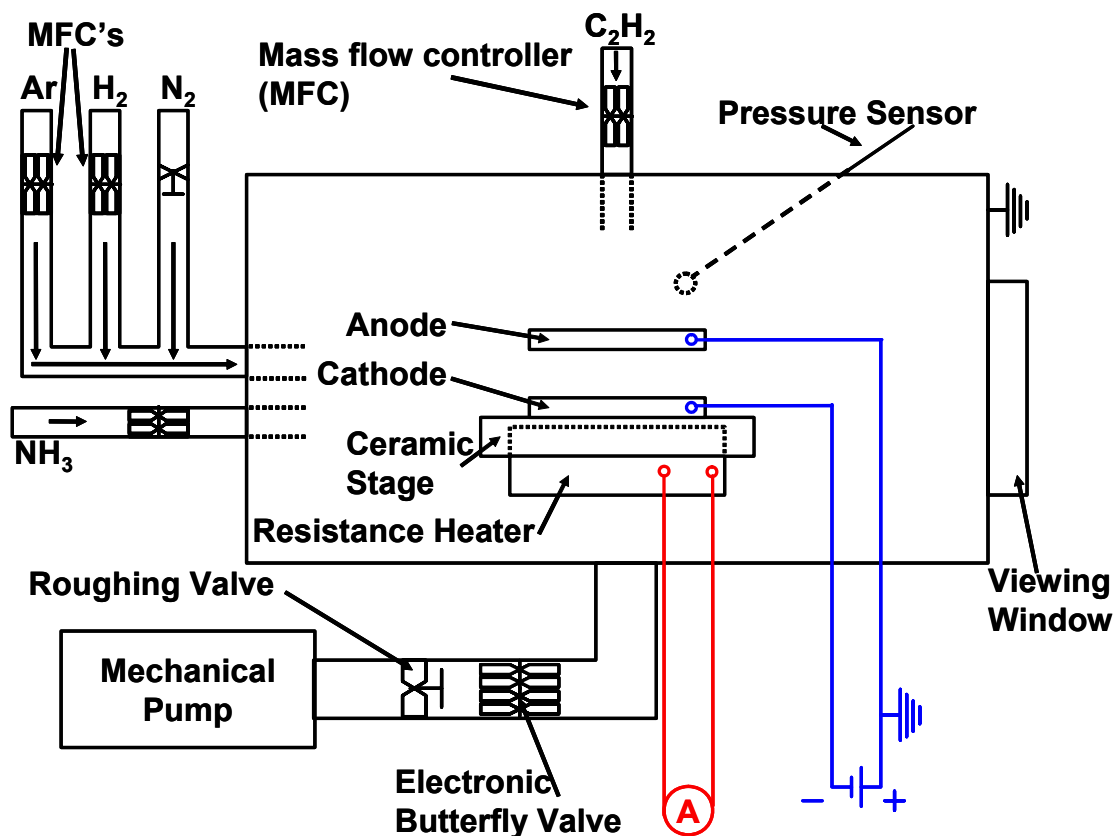 MFC's
Ar H₂ N₂
Mass flow controller
(MFC)
C₂H₂
Pressure Sensor
Anode
Cathode
NH₃
Ceramic
Stage
Resistance Heater
Viewing
Window
Roughing Valve
Mechanical
Pump
Electronic
Butterfly Valve
A
− +